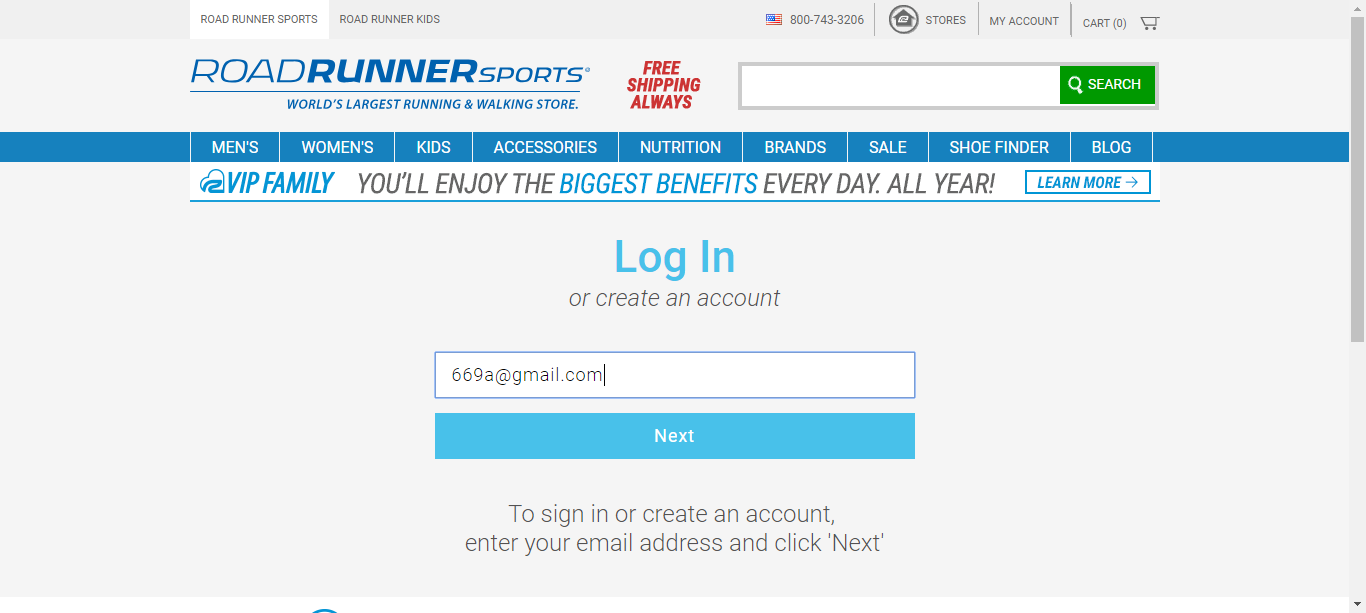 ROAD RUNNER SPORTS ROAD RUNNER KIDS 800-743-3206 STORES MY ACCOUNT CART (0)
ROADRUNNERSPORTS®
WORLD'S LARGEST RUNNING & WALKING STORE.
FREE
SHIPPING
ALWAYS
SEARCH
MEN'S WOMEN'S KIDS ACCESSORIES NUTRITION BRANDS SALE SHOE FINDER BLOG
VIP FAMILY YOU'LL ENJOY THE BIGGEST BENEFITS EVERY DAY. ALL YEAR! LEARN MORE →
Log In
or create an account
669a@gmail.com
Next
To sign in or create an account,
enter your email address and click 'Next'